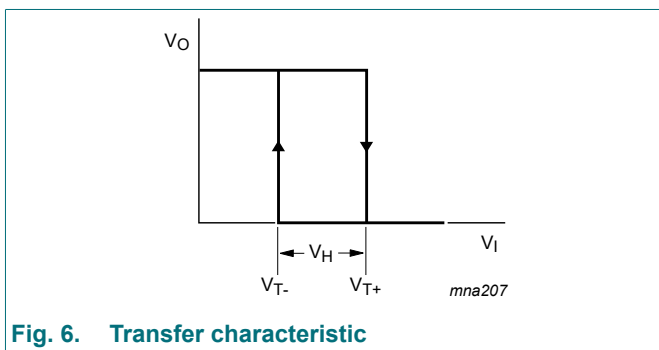 VO
VI
VH
VT-
VT+
mna207
Fig. 6. Transfer characteristic